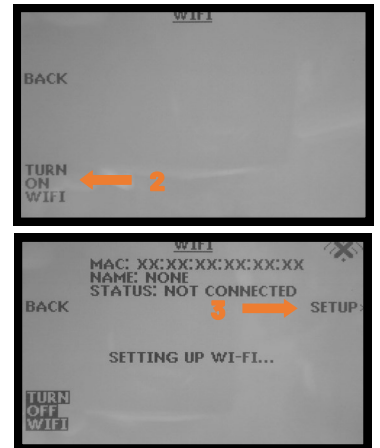 WIFI
BACK
TURN
ON
WIFI
2
WIFI
MAC: XX:XX:XX:XX:XX:XX
NAME: NONE
STATUS: NOT CONNECTED
BACK
3
SETUP
SETTING UP WI-FI...
TURN
OFF
WIFI